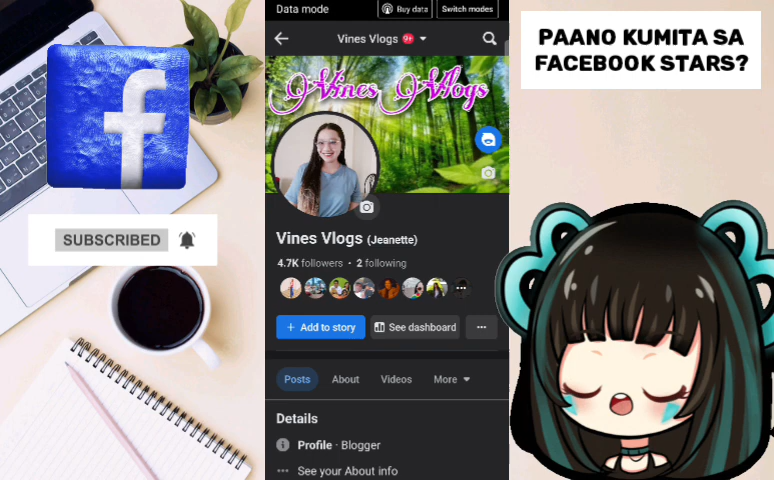 Data mode
Buy data
Switch modes
Vines Vlogs 9+
PAANO KUMITA SA
FACEBOOK STARS?
Vines Vlogs
f
SUBSCRIBED
Vines Vlogs (Jeanette)
4.7K followers • 2 following
+ Add to story
See dashboard
Posts
About
Videos
More
Details
Profile · Blogger
See your About info